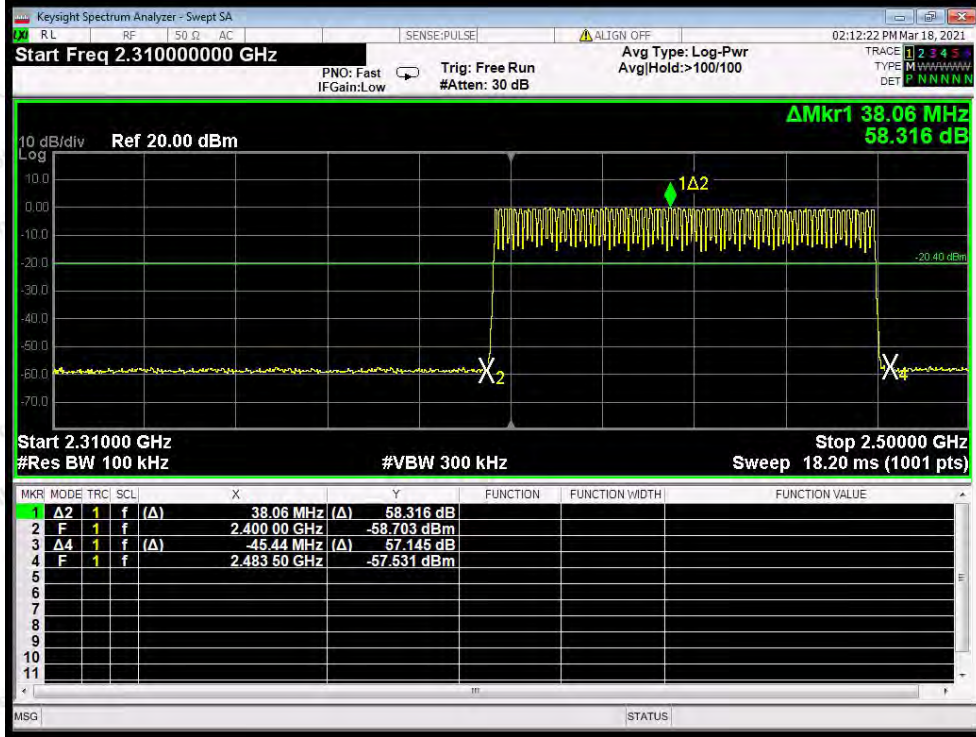 Keysight Spectrum Analyzer - Swept SA
RL RF 50 Ω AC SENSE:PULSE ALIGN OFF 02:12:22 PM Mar 18, 2021
Start Freq 2.310000000 GHz
PNO: Fast
IFGain:Low
Trig: Free Run
#Atten: 30 dB
Avg Type: Log-Pwr
Avg|Hold:>100/100
TRACE 1 2 3 4 5
TYPE M
DET P N N N N N
ΔMkr1 38.06 MHz
58.316 dB
10 dB/div Ref 20.00 dBm
Log
10.0
0.00
-10.0
-20.0
-30.0
-40.0
-50.0
-60.0
-70.0
1Δ2
-20.40 dBm
2
4
Start 2.31000 GHz Stop 2.50000 GHz
#Res BW 100 kHz #VBW 300 kHz Sweep 18.20 ms (1001 pts)
MKR MODE TRC SCL X Y FUNCTION FUNCTION WIDTH FUNCTION VALUE
1 Δ2 1 f (Δ) 38.06 MHz (Δ) 58.316 dB
2 F 1 f 2.400 00 GHz -58.703 dBm
3 Δ4 1 f (Δ) -45.44 MHz (Δ) 57.145 dB
4 F 1 f 2.483 50 GHz -57.531 dBm
5
6
7
8
9
10
11
MSG STATUS